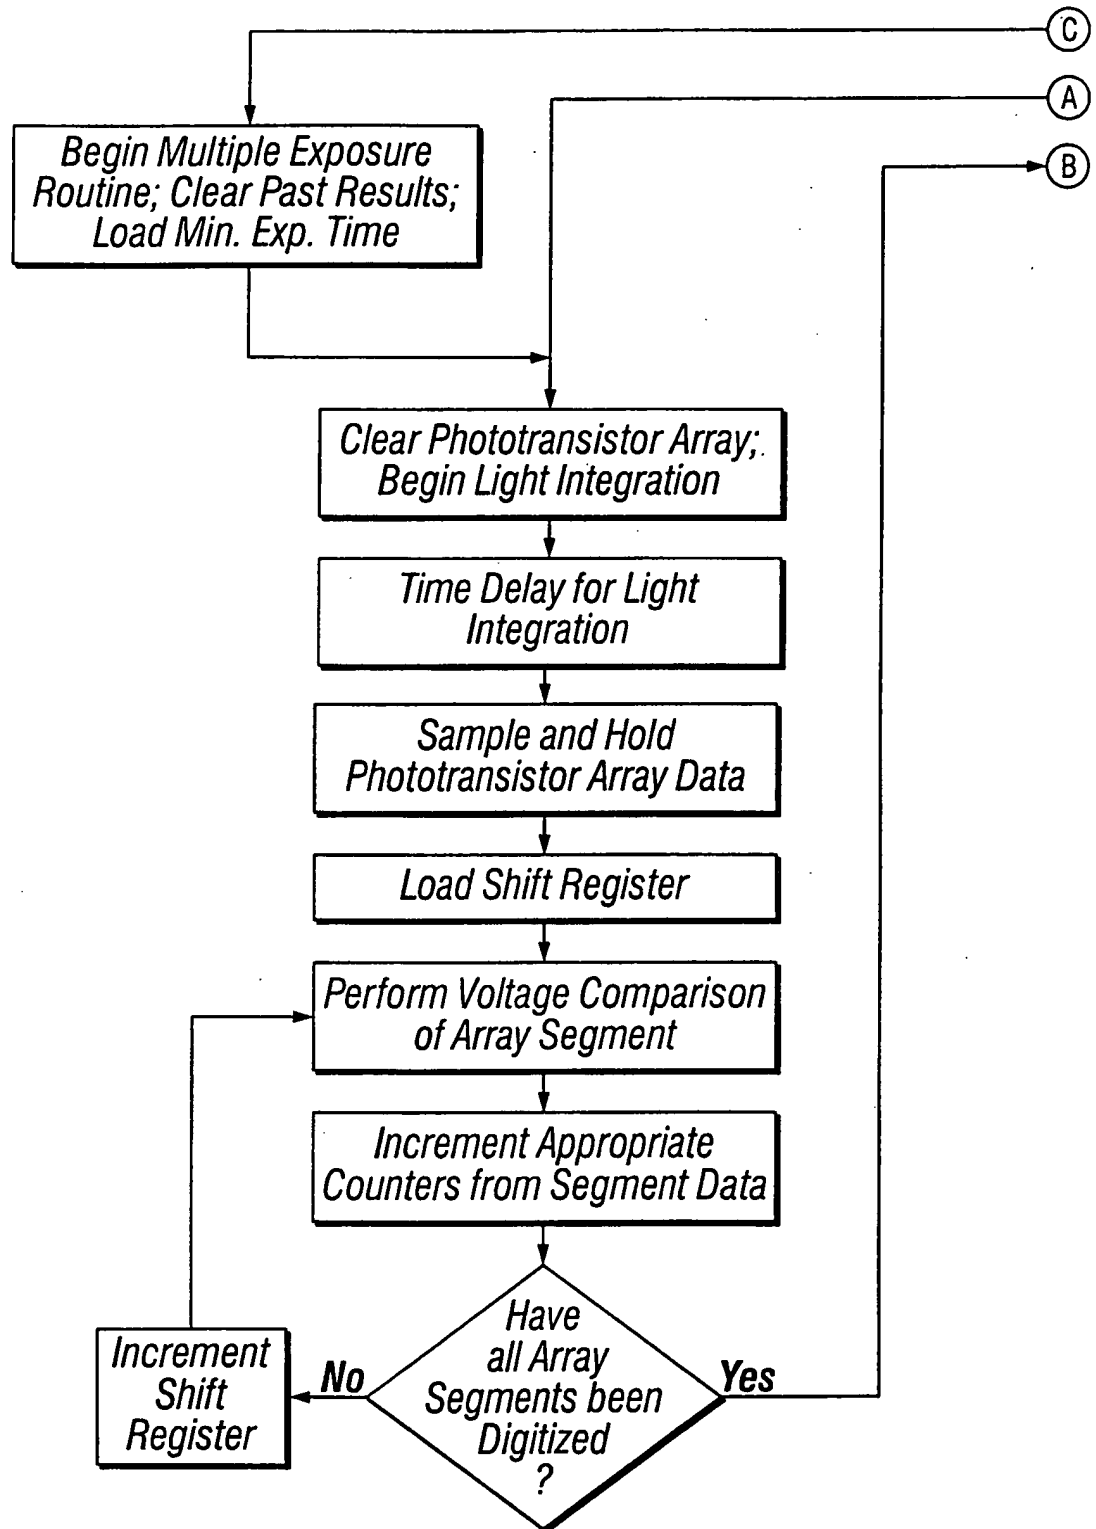 C
A
B
Begin Multiple Exposure
Routine; Clear Past Results;
Load Min. Exp. Time
Clear Phototransistor Array;
Begin Light Integration
Time Delay for Light
Integration
Sample and Hold
Phototransistor Array Data
Load Shift Register
Perform Voltage Comparison
of Array Segment
Increment Appropriate
Counters from Segment Data
Have
all Array
Segments been
Digitized
?
No
Yes
Increment
Shift
Register